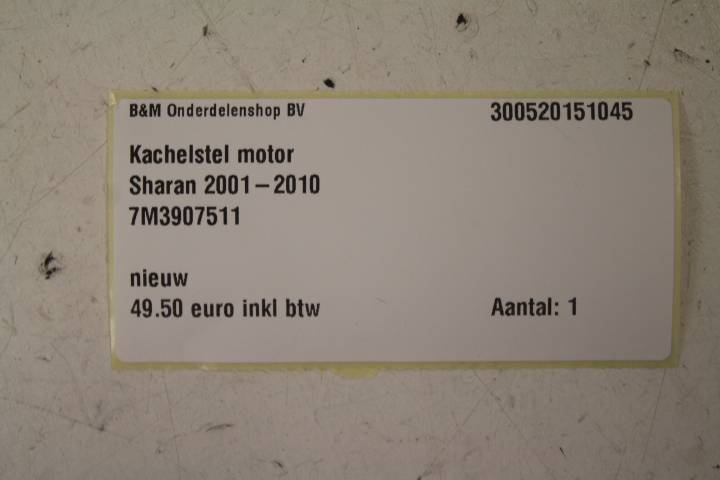 B&M Onderdelenshop BV 300520151045
Kachelstel motor
Sharan 2001 – 2010
7M3907511
nieuw
49.50 euro inkl btw Aantal: 1